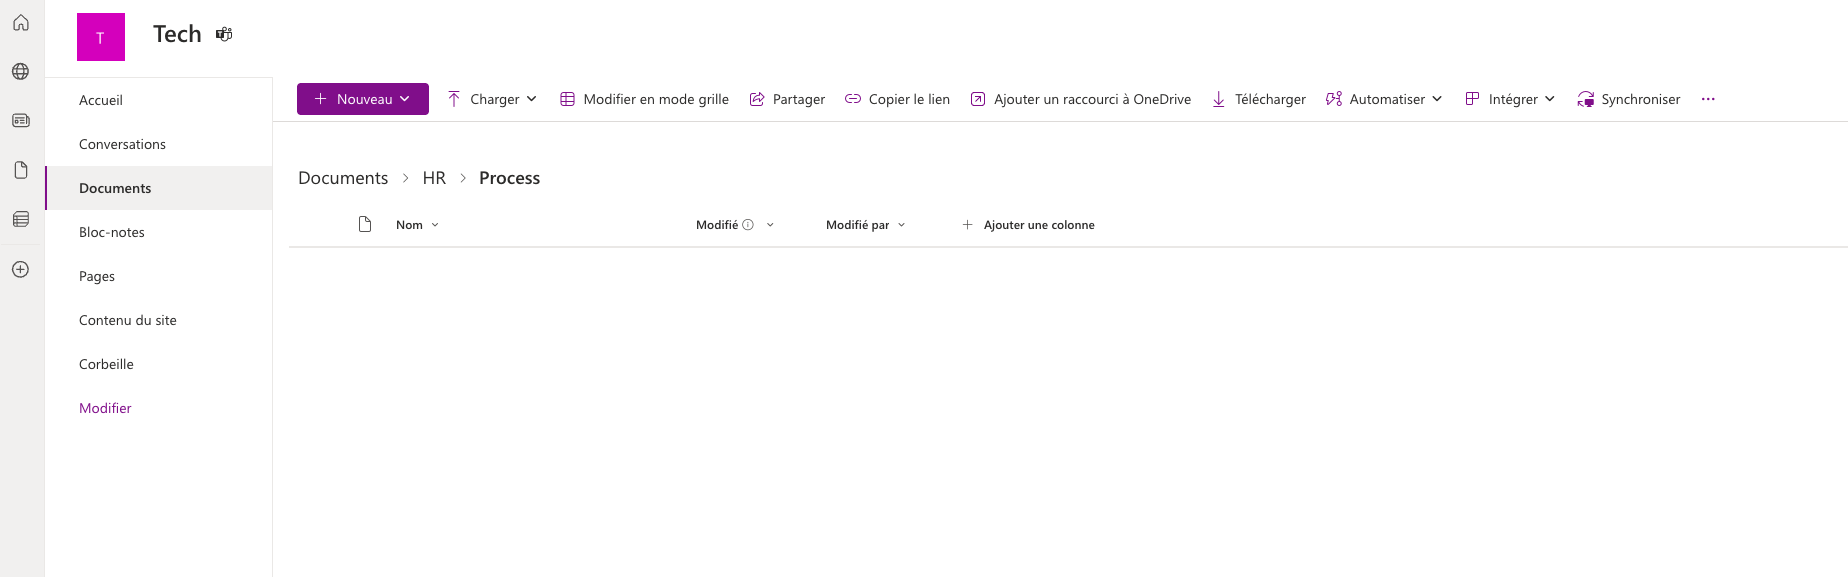 T
Tech
Accueil
Conversations
Documents
Bloc-notes
Pages
Contenu du site
Corbeille
Modifier
Nouveau Charger Modifier en mode grille Partager Copier le lien Ajouter un raccourci à OneDrive Télécharger Automatiser Intégrer Synchroniser ...
Documents > HR > Process
Nom Modifié Modifié par + Ajouter une colonne